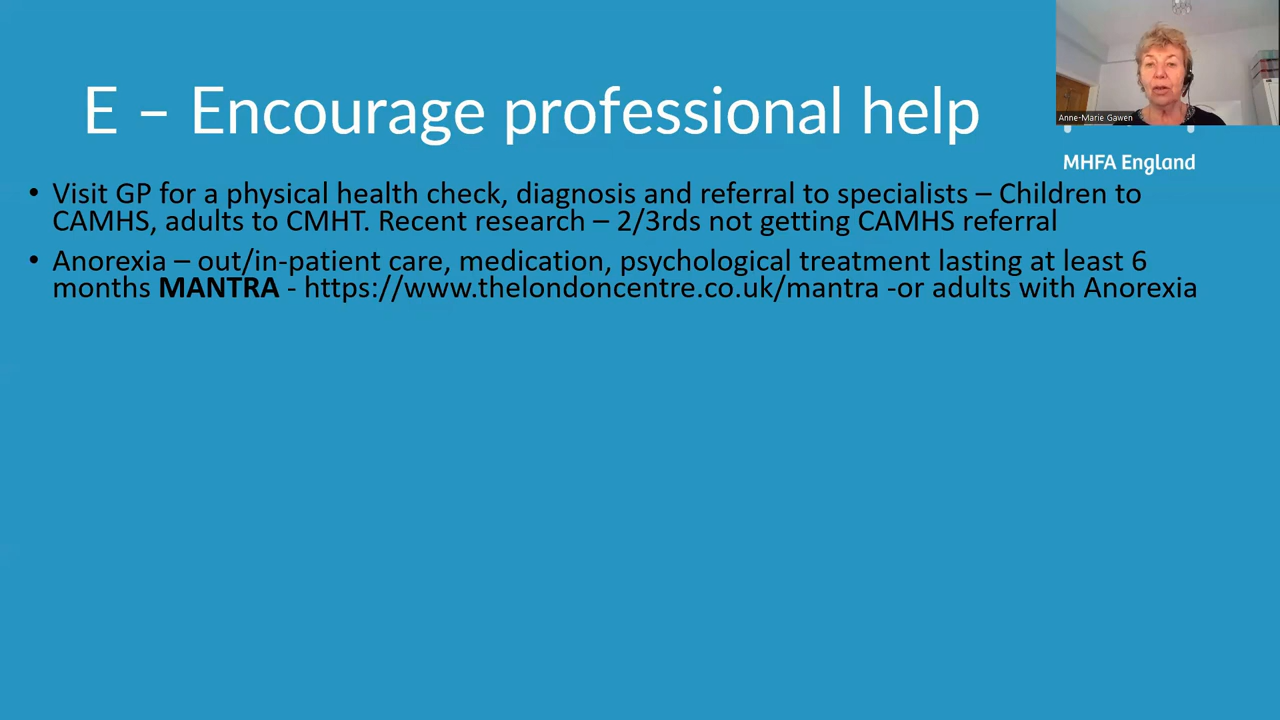 E – Encourage professional help
Anne-Marie Gawen
MHFA England
• Visit GP for a physical health check, diagnosis and referral to specialists – Children to
CAMHS, adults to CMHT. Recent research – 2/3rds not getting CAMHS referral
• Anorexia – out/in-patient care, medication, psychological treatment lasting at least 6
months MANTRA - https://www.thelondoncentre.co.uk/mantra -or adults with Anorexia